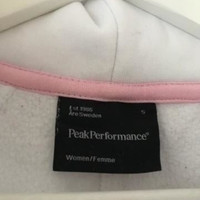 Est 1986
Åre Sweden
S
PeakPerformance®
Women/Femme